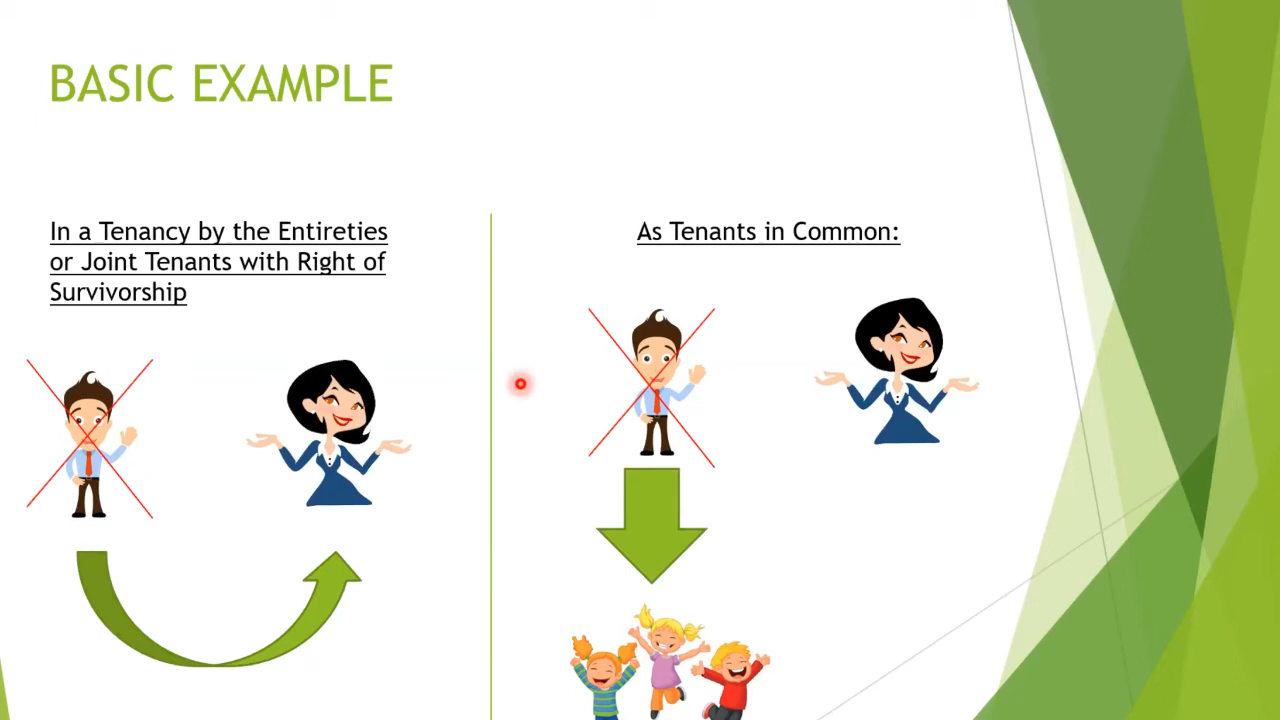 BASIC EXAMPLE
In a Tenancy by the Entireties
or Joint Tenants with Right of
Survivorship
As Tenants in Common: